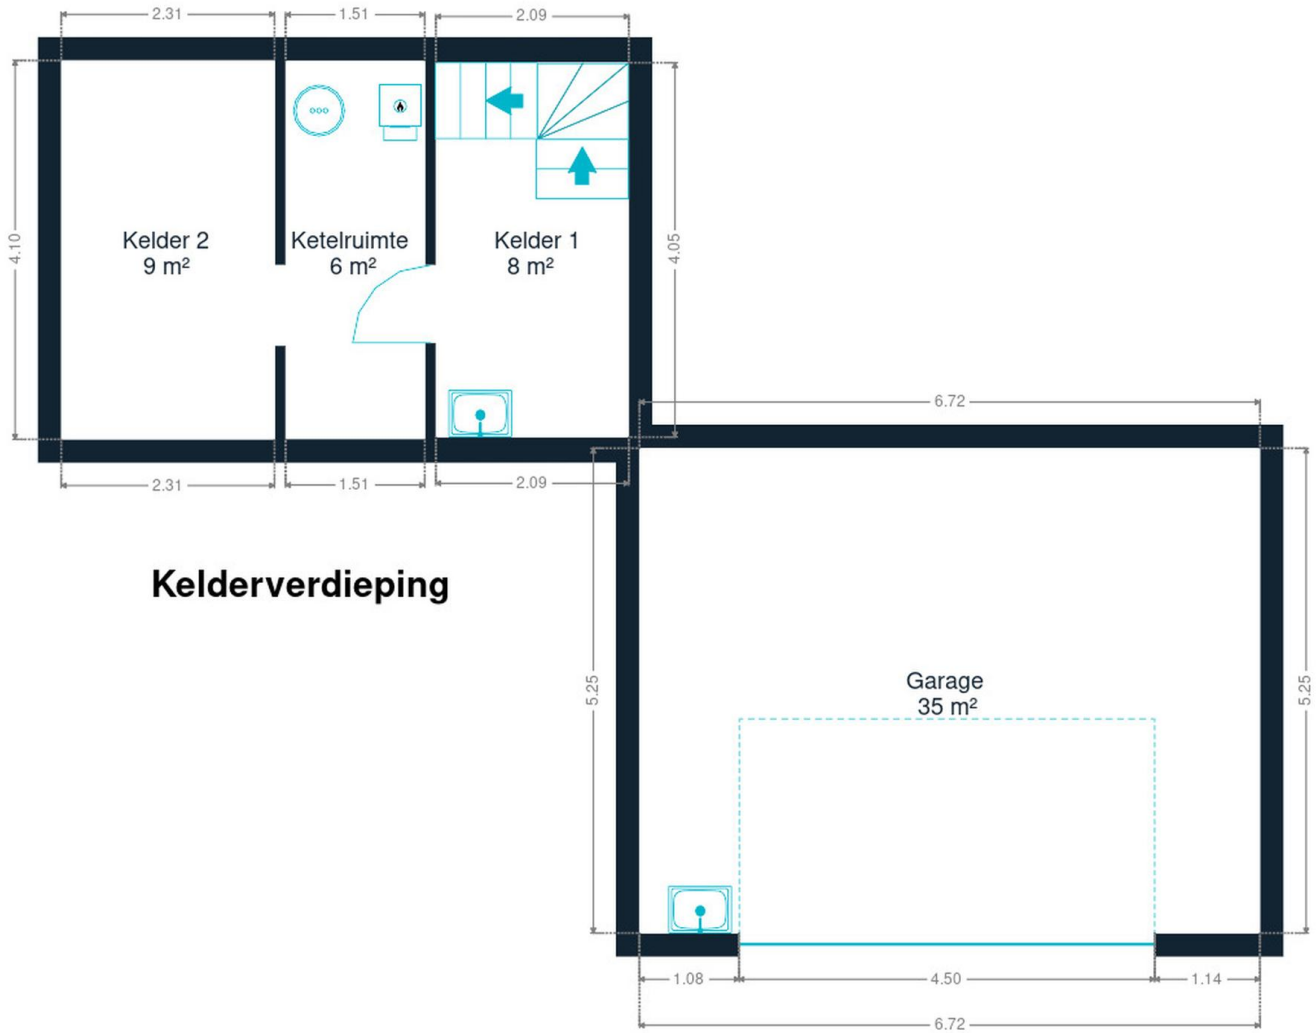 2.31
1.51
2.09
4.10
Kelder 2
9 m²
Ketelruimte
6 m²
Kelder 1
8 m²
4.05
6.72
2.31
1.51
2.09
Kelderverdieping
5.25
Garage
35 m²
5.25
1.08
4.50
1.14
6.72